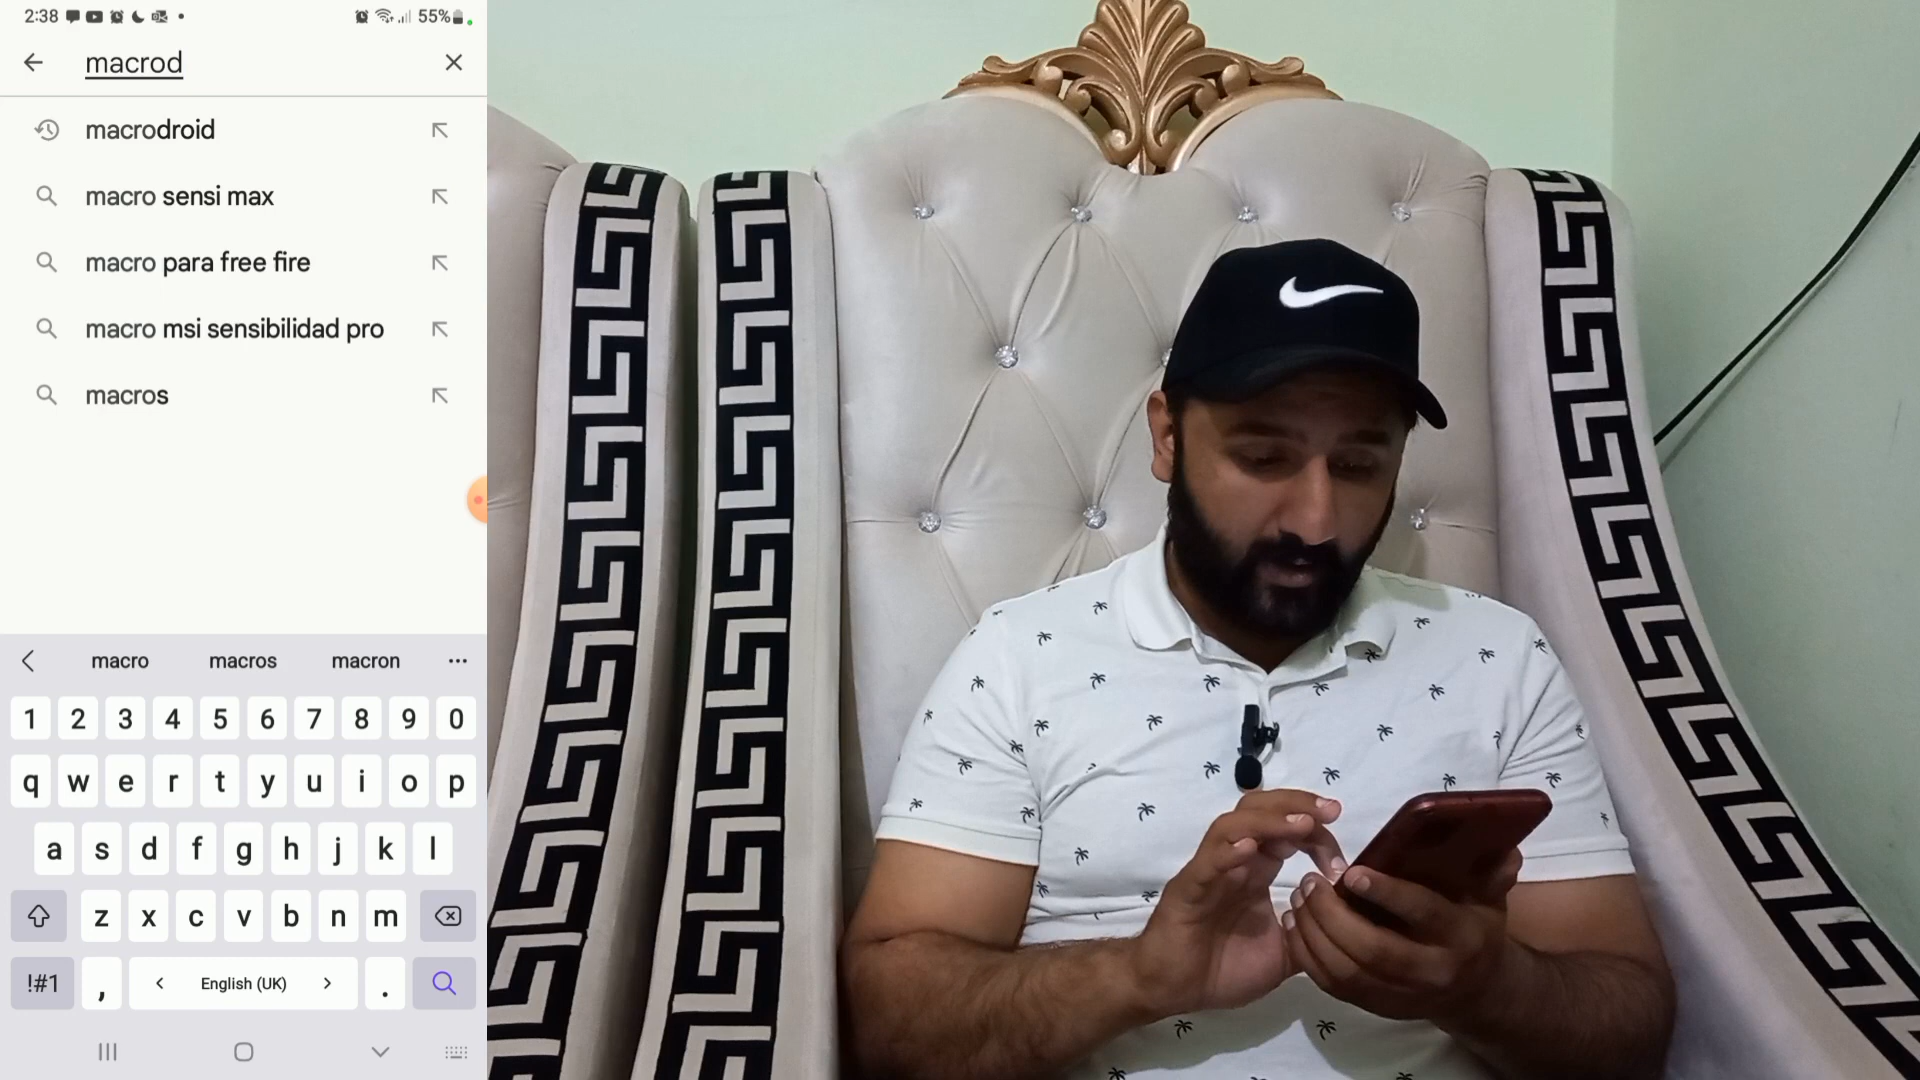 2:38
55%
macrod
macrodroid
macro sensi max
macro para free fire
macro msi sensibilidad pro
macros
macro macros macron
1 2 3 4 5 6 7 8 9 0
q w e r t y u i o p
a s d f g h j k l
z x c v b n m
!#1 , English (UK) .